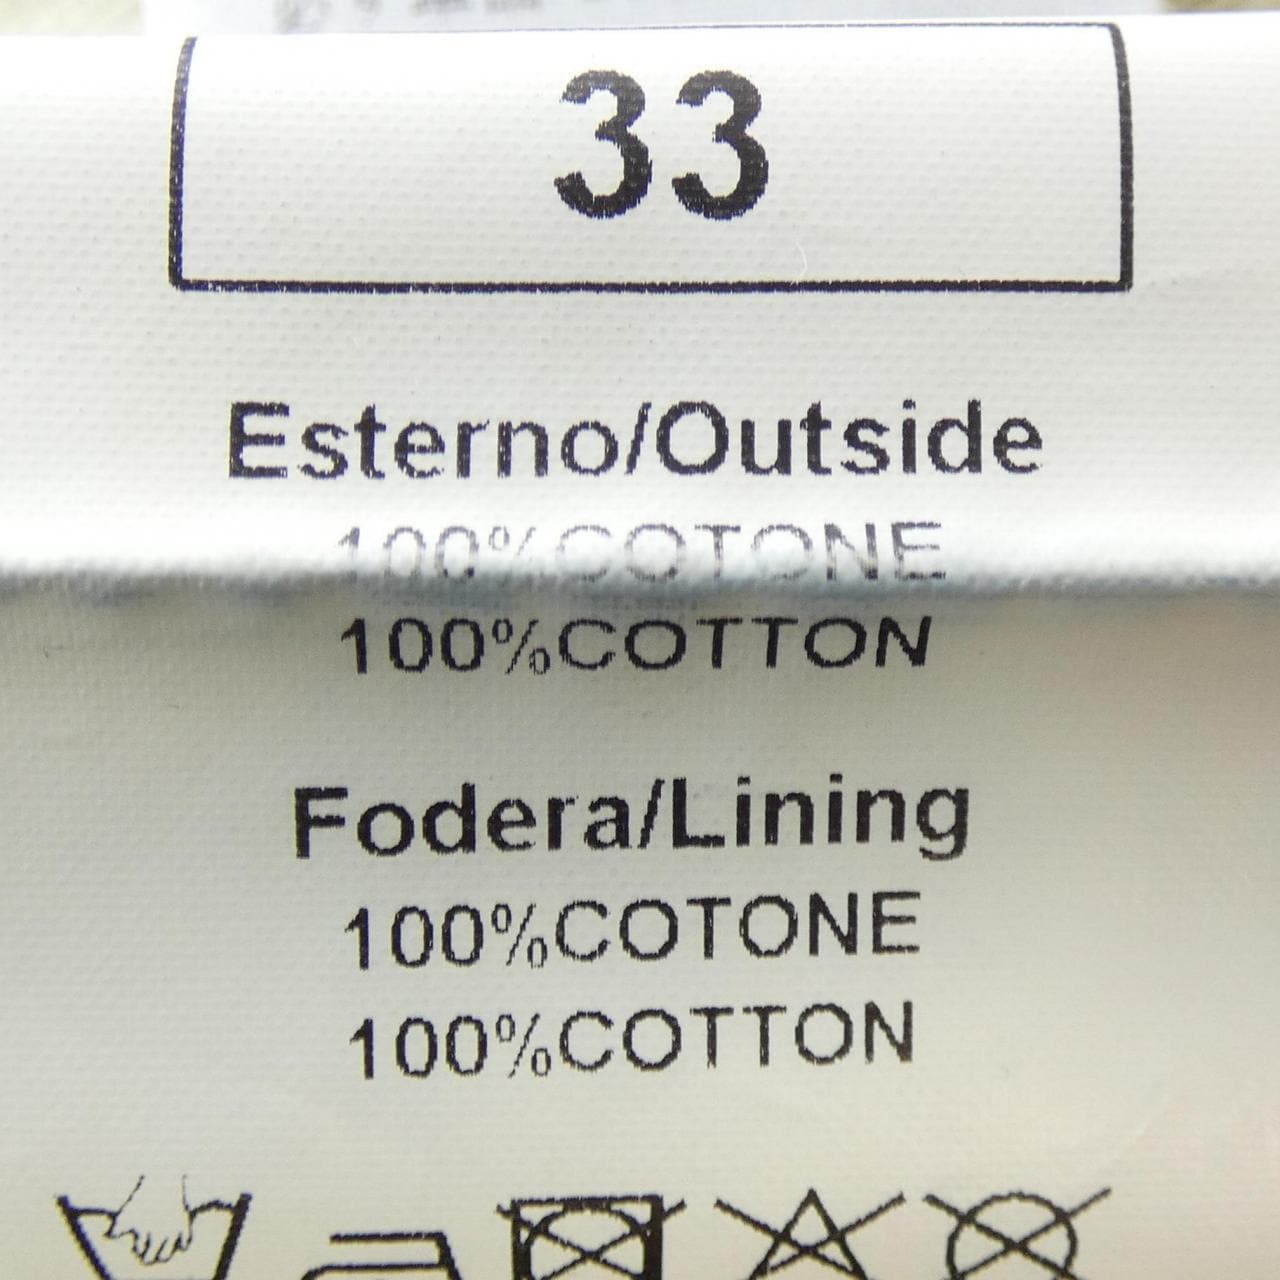 33
Esterno/Outside
100%COTONE
100%COTTON
Fodera/Lining
100%COTONE
100%COTTON